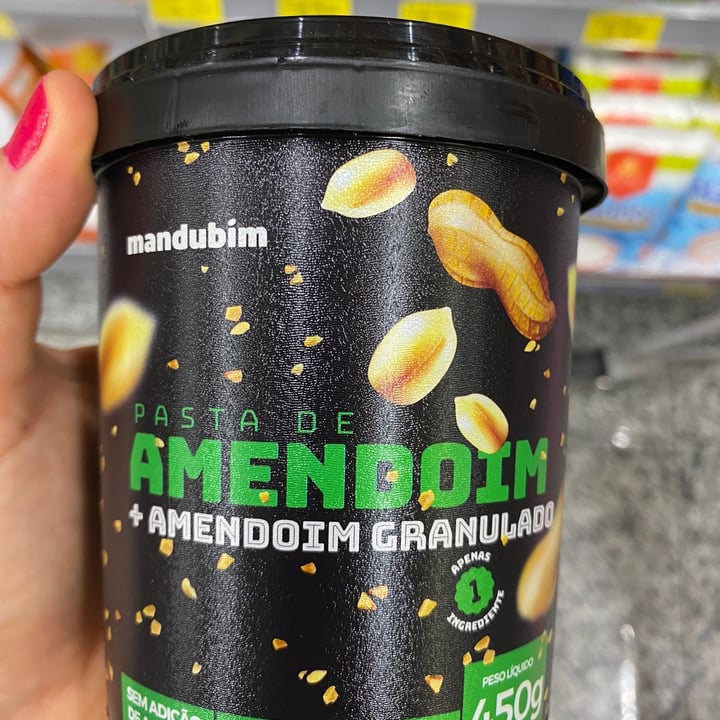 mandubim
PASTA DE
AMENDOIM
+ AMENDOIM GRANULADO
APENAS
1
INGREDIENTE
PESO LÍQUIDO
450g
SEM ADIÇÃO